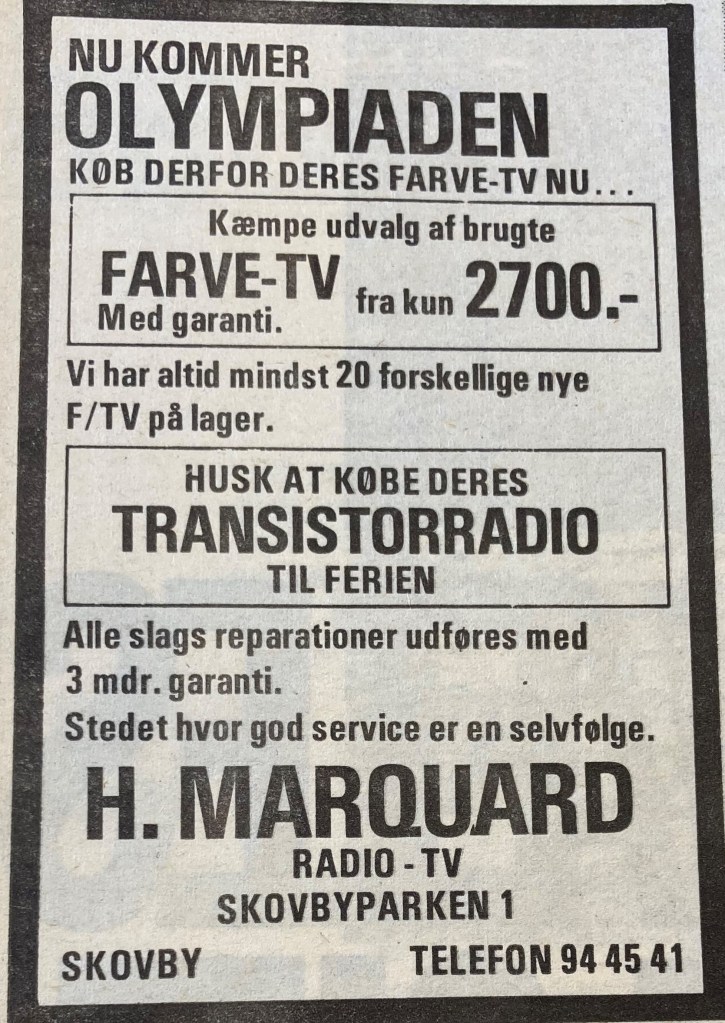 NU KOMMER
OLYMPIADEN
KØB DERFOR DERES FARVE-TV NU...
Kæmpe udvalg af brugte
FARVE-TV fra kun 2700.-
Med garanti.
Vi har altid mindst 20 forskellige nye
F/TV på lager.
HUSK AT KØBE DERES
TRANSISTORRADIO
TIL FERIEN
Alle slags reparationer udføres med
3 mdr. garanti.
Stedet hvor god service er en selvfølge.
H. MARQUARD
RADIO - TV
SKOVBYPARKEN 1
SKOVBY TELEFON 94 45 41